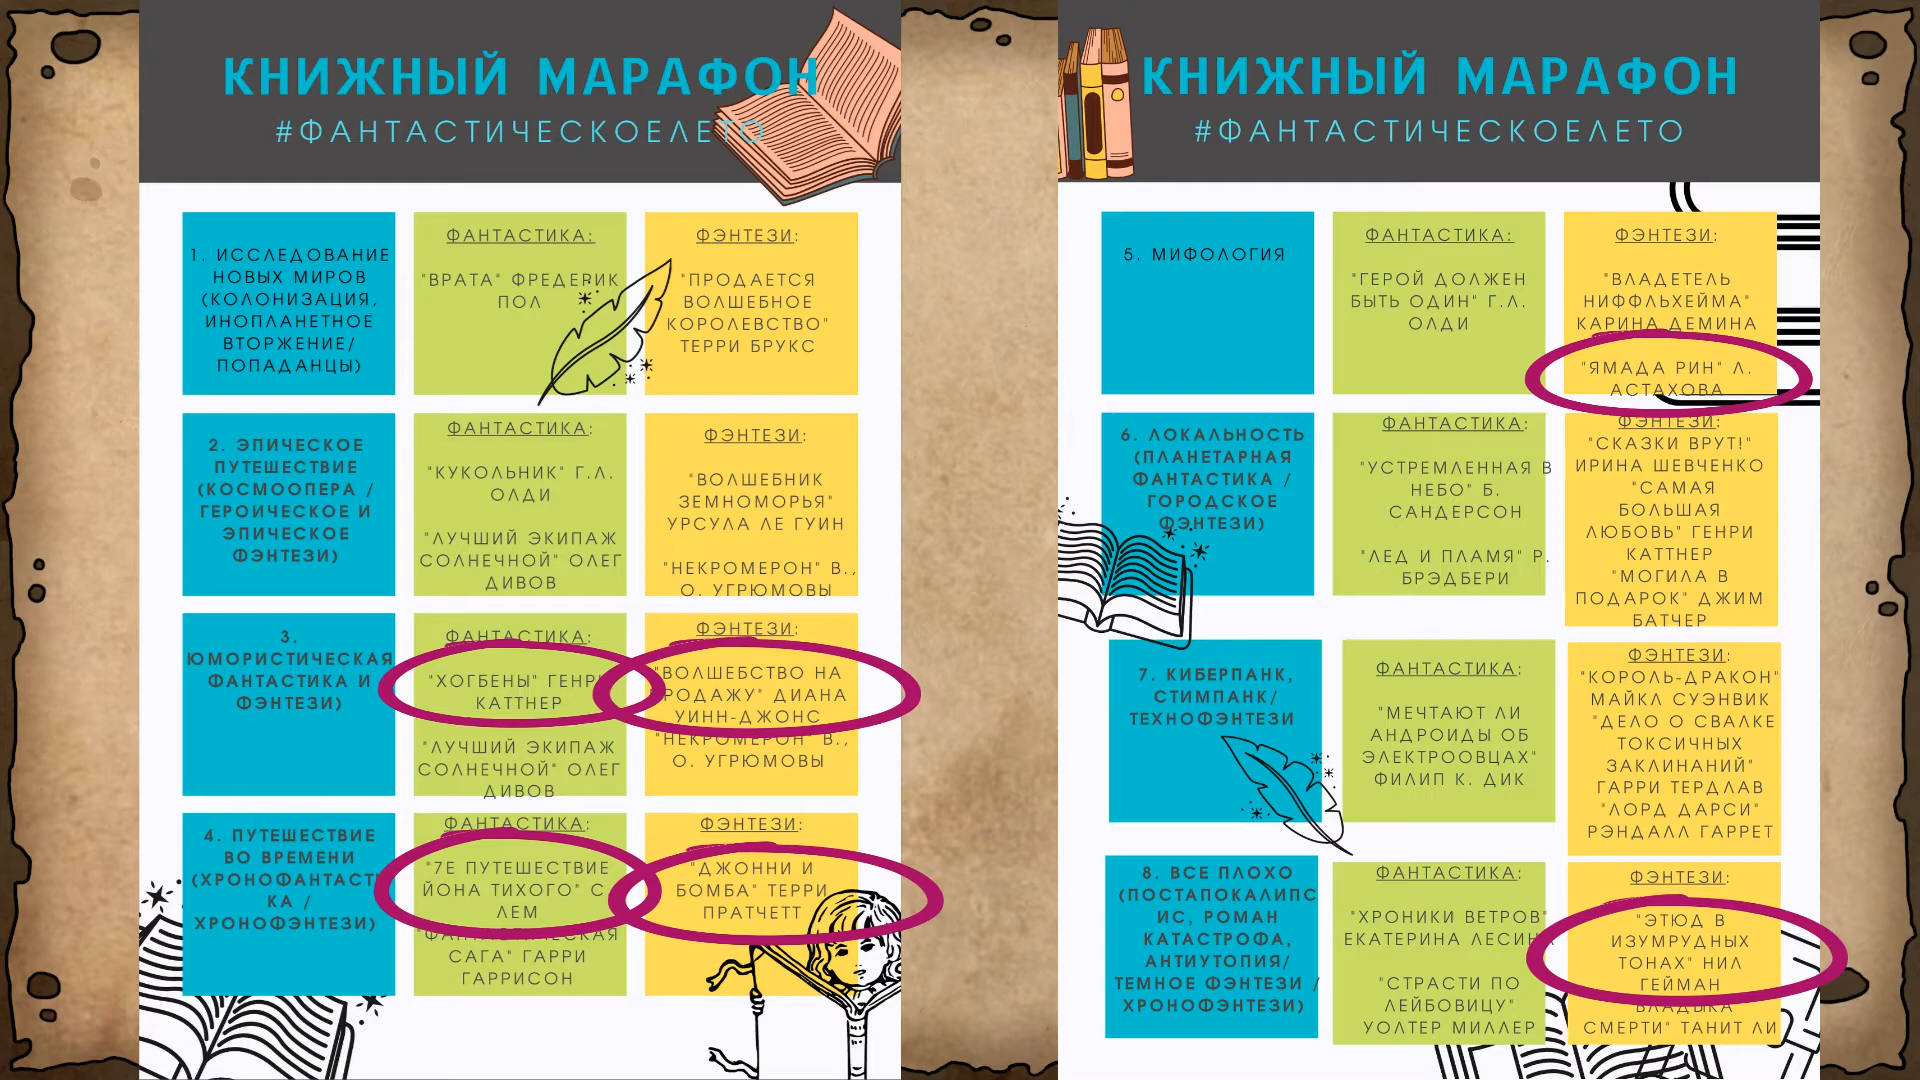 КНИЖНЫЙ МАРАФОН
#ФАНТАСТИЧЕСКОЕЛЕТО
1. ИССЛЕДОВАНИЕ
НОВЫХ МИРОВ
(КОЛОНИЗАЦИЯ,
ИНОПЛАНЕТНОЕ
ВТОРЖЕНИЕ/
ПОПАДАНЦЫ)
ФАНТАСТИКА:
"ВРАТА" ФРЕДЕРИК
ПОЛ
ФЭНТЕЗИ:
"ПРОДАЕТСЯ
ВОЛШЕБНОЕ
КОРОЛЕВСТВО"
ТЕРРИ БРУКС
2. ЭПИЧЕСКОЕ
ПУТЕШЕСТВИЕ
(КОСМООПЕРА /
ГЕРОИЧЕСКОЕ И
ЭПИЧЕСКОЕ
ФЭНТЕЗИ)
ФАНТАСТИКА:
"КУКОЛЬНИК" Г.Л.
ОЛДИ
"ЛУЧШИЙ ЭКИПАЖ
СОЛНЕЧНОЙ" ОЛЕГ
ДИВОВ
ФЭНТЕЗИ:
"ВОЛШЕБНИК
ЗЕМНОМОРЬЯ"
УРСУЛА ЛЕ ГУИН
"НЕКРОМЕРОН" В.,
О. УГРЮМОВЫ
3.
ЮМОРИСТИЧЕСКАЯ
ФАНТАСТИКА И
ФЭНТЕЗИ)
ФАНТАСТИКА:
"ХОГБЕНЫ" ГЕНРИ
КАТТНЕР
"ЛУЧШИЙ ЭКИПАЖ
СОЛНЕЧНОЙ" ОЛЕГ
ДИВОВ
ФЭНТЕЗИ:
"ВОЛШЕБСТВО НА
ПРОДАЖУ" ДИАНА
УИНН-ДЖОНС
"НЕКРОМЕРОН" В.,
О. УГРЮМОВЫ
4. ПУТЕШЕСТВИЕ
ВО ВРЕМЕНИ
(ХРОНОФАНТАСТИ
КА /
ХРОНОФЭНТЕЗИ)
ФАНТАСТИКА:
"7Е ПУТЕШЕСТВИЕ
ЙОНА ТИХОГО" С.
ЛЕМ
"ФАНТАСТИЧЕСКАЯ
САГА" ГАРРИ
ГАРРИСОН
ФЭНТЕЗИ:
"ДЖОННИ И
БОМБА" ТЕРРИ
ПРАТЧЕТТ
КНИЖНЫЙ МАРАФОН
#ФАНТАСТИЧЕСКОЕЛЕТО
5. МИФОЛОГИЯ
ФАНТАСТИКА:
"ГЕРОЙ ДОЛЖЕН
БЫТЬ ОДИН" Г.Л.
ОЛДИ
ФЭНТЕЗИ:
"ВЛАДЕТЕЛЬ
НИФФЛЬХЕЙМА"
КАРИНА ДЕМИНА
"ЯМАДА РИН" Л.
АСТАХОВА
6. ЛОКАЛЬНОСТЬ
(ПЛАНЕТАРНАЯ
ФАНТАСТИКА /
ГОРОДСКОЕ
ФЭНТЕЗИ)
ФАНТАСТИКА:
"УСТРЕМЛЕННАЯ В
НЕБО" Б.
САНДЕРСОН
"ЛЕД И ПЛАМЯ" Р.
БРЭДБЕРИ
ФЭНТЕЗИ:
"СКАЗКИ ВРУТ!"
ИРИНА ШЕВЧЕНКО
"САМАЯ
БОЛЬШАЯ
ЛЮБОВЬ" ГЕНРИ
КАТТНЕР
"МОГИЛА В
ПОДАРОК" ДЖИМ
БАТЧЕР
7. КИБЕРПАНК,
СТИМПАНК/
ТЕХНОФЭНТЕЗИ
ФАНТАСТИКА:
"МЕЧТАЮТ ЛИ
АНДРОИДЫ ОБ
ЭЛЕКТРООВЦАХ"
ФИЛИП К. ДИК
ФЭНТЕЗИ:
"КОРОЛЬ-ДРАКОН"
МАЙКЛ СУЭНВИК
"ДЕЛО О СВАЛКЕ
ТОКСИЧНЫХ
ЗАКЛИНАНИЙ"
ГАРРИ ТЕРДЛАВ
"ЛОРД ДАРСИ"
РЭНДАЛЛ ГАРРЕТ
8. ВСЕ ПЛОХО
(ПОСТАПОКАЛИПС
ИС, РОМАН
КАТАСТРОФА,
АНТИУТОПИЯ/
ТЕМНОЕ ФЭНТЕЗИ /
ХРОНОФЭНТЕЗИ)
ФАНТАСТИКА:
"ХРОНИКИ ВЕТРОВ"
ЕКАТЕРИНА ЛЕСИНА
"СТРАСТИ ПО
ЛЕЙБОВИЦУ"
УОЛТЕР МИЛЛЕР
ФЭНТЕЗИ:
"ЭТЮД В
ИЗУМРУДНЫХ
ТОНАХ" НИЛ
ГЕЙМАН
"ВЛАДЫКА
СМЕРТИ" ТАНИТ ЛИ